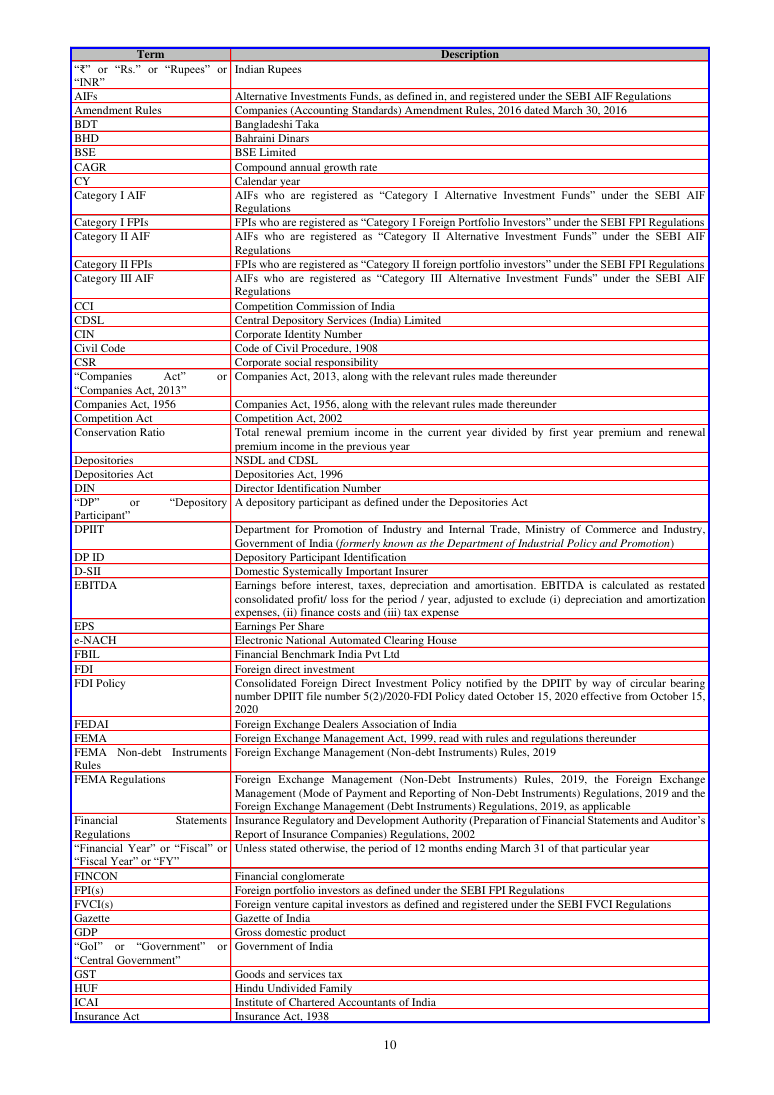 Term Description
“₹” or “Rs.” or “Rupees” or Indian Rupees
“INR”
AIFs Alternative Investments Funds, as defined in, and registered under the SEBI AIF Regulations
Amendment Rules Companies (Accounting Standards) Amendment Rules, 2016 dated March 30, 2016
BDT Bangladeshi Taka
BHD Bahraini Dinars
BSE BSE Limited
CAGR Compound annual growth rate
CY Calendar year
Category I AIF AIFs who are registered as “Category I Alternative Investment Funds” under the SEBI AIF
Regulations
Category I FPIs FPIs who are registered as “Category I Foreign Portfolio Investors” under the SEBI FPI Regulations
Category II AIF AIFs who are registered as “Category II Alternative Investment Funds” under the SEBI AIF
Regulations
Category II FPIs FPIs who are registered as “Category II foreign portfolio investors” under the SEBI FPI Regulations
Category III AIF AIFs who are registered as “Category III Alternative Investment Funds” under the SEBI AIF
Regulations
CCI Competition Commission of India
CDSL Central Depository Services (India) Limited
CIN Corporate Identity Number
Civil Code Code of Civil Procedure, 1908
CSR Corporate social responsibility
“Companies Act” or Companies Act, 2013, along with the relevant rules made thereunder
“Companies Act, 2013”
Companies Act, 1956 Companies Act, 1956, along with the relevant rules made thereunder
Competition Act Competition Act, 2002
Conservation Ratio Total renewal premium income in the current year divided by first year premium and renewal
premium income in the previous year
Depositories NSDL and CDSL
Depositories Act Depositories Act, 1996
DIN Director Identification Number
“DP” or “Depository A depository participant as defined under the Depositories Act
Participant”
DPIIT Department for Promotion of Industry and Internal Trade, Ministry of Commerce and Industry,
Government of India (formerly known as the Department of Industrial Policy and Promotion)
DP ID Depository Participant Identification
D-SII Domestic Systemically Important Insurer
EBITDA Earnings before interest, taxes, depreciation and amortisation. EBITDA is calculated as restated
consolidated profit/ loss for the period / year, adjusted to exclude (i) depreciation and amortization
expenses, (ii) finance costs and (iii) tax expense
EPS Earnings Per Share
e-NACH Electronic National Automated Clearing House
FBIL Financial Benchmark India Pvt Ltd
FDI Foreign direct investment
FDI Policy Consolidated Foreign Direct Investment Policy notified by the DPIIT by way of circular bearing
number DPIIT file number 5(2)/2020-FDI Policy dated October 15, 2020 effective from October 15,
2020
FEDAI Foreign Exchange Dealers Association of India
FEMA Foreign Exchange Management Act, 1999, read with rules and regulations thereunder
FEMA Non-debt Instruments Foreign Exchange Management (Non-debt Instruments) Rules, 2019
Rules
FEMA Regulations Foreign Exchange Management (Non-Debt Instruments) Rules, 2019, the Foreign Exchange
Management (Mode of Payment and Reporting of Non-Debt Instruments) Regulations, 2019 and the
Foreign Exchange Management (Debt Instruments) Regulations, 2019, as applicable
Financial Statements Insurance Regulatory and Development Authority (Preparation of Financial Statements and Auditor’s
Regulations Report of Insurance Companies) Regulations, 2002
“Financial Year” or “Fiscal” or Unless stated otherwise, the period of 12 months ending March 31 of that particular year
“Fiscal Year” or “FY”
FINCON Financial conglomerate
FPI(s) Foreign portfolio investors as defined under the SEBI FPI Regulations
FVCI(s) Foreign venture capital investors as defined and registered under the SEBI FVCI Regulations
Gazette Gazette of India
GDP Gross domestic product
“GoI” or “Government” or Government of India
“Central Government”
GST Goods and services tax
HUF Hindu Undivided Family
ICAI Institute of Chartered Accountants of India
Insurance Act Insurance Act, 1938
10